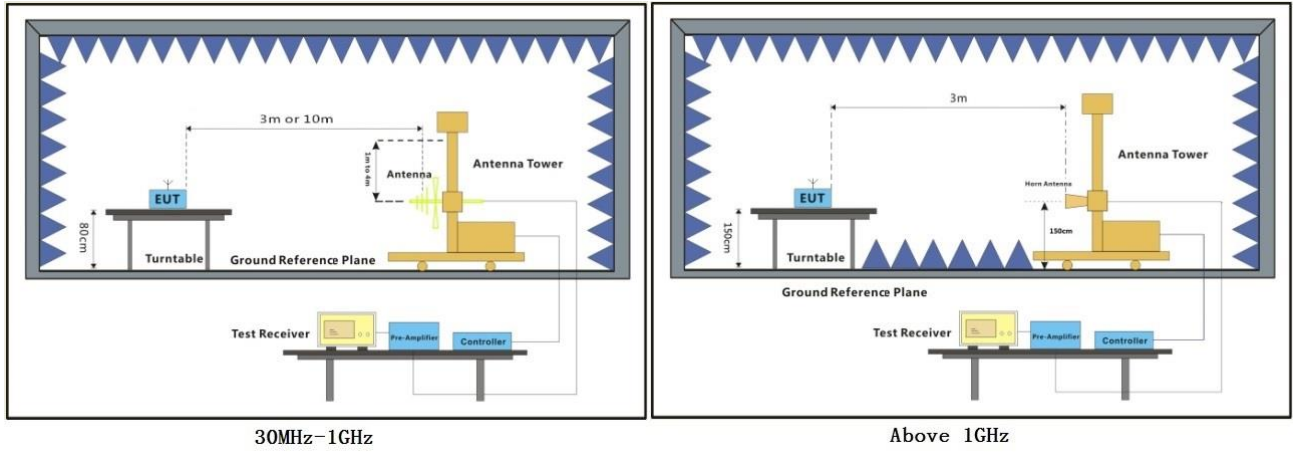 3m or 10m
1m to 4m
Antenna
Antenna Tower
EUT
80cm
Turntable
Ground Reference Plane
Test Receiver
Pre-Amplifier
Controller
30MHz-1GHz
3m
Antenna Tower
Horn Antenna
EUT
150cm
150cm
Turntable
Ground Reference Plane
Test Receiver
Pre-Amplifier
Controller
Above 1GHz